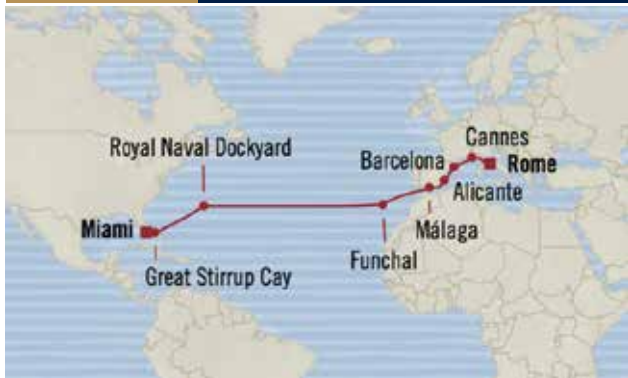 Cannes
Royal Naval Dockyard
Barcelona
Rome
Alicante
Miami
Málaga
Funchal
Great Stirrup Cay